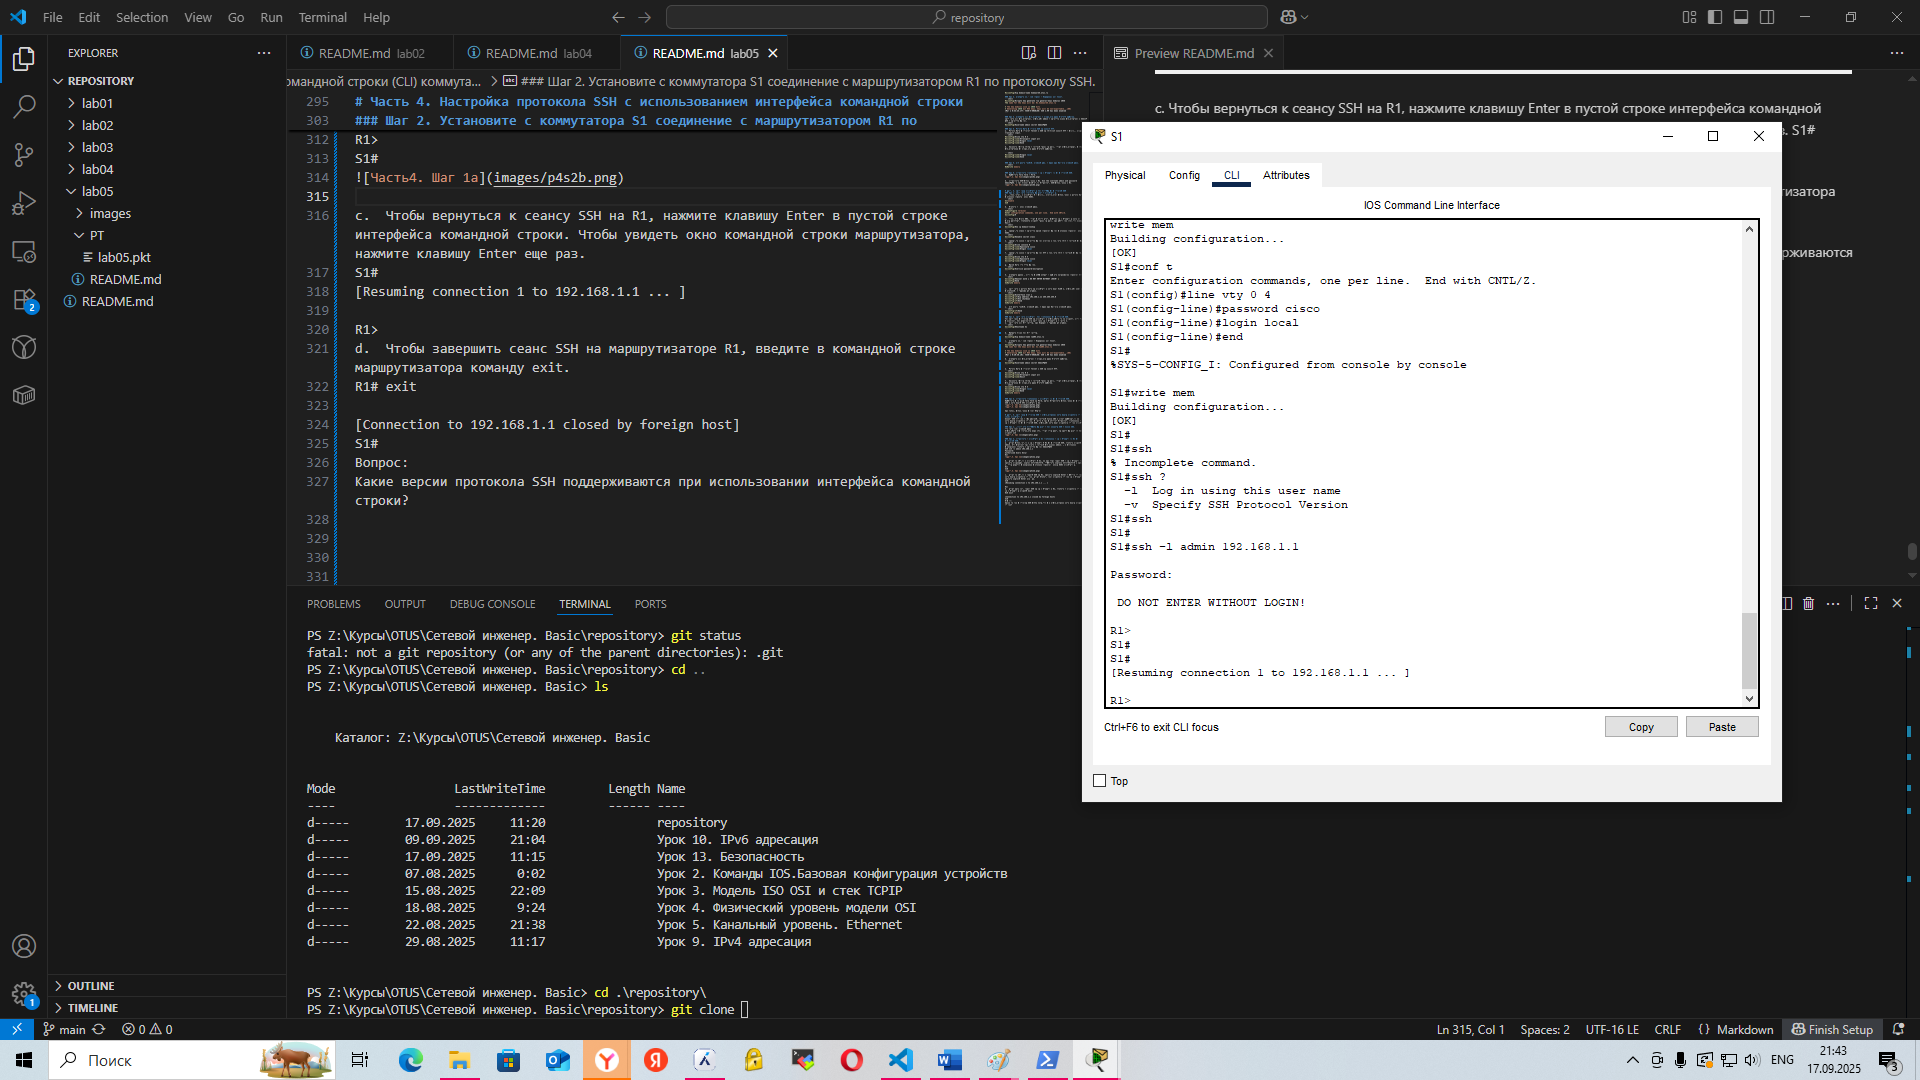 File Edit Selection View Go Run Terminal Help
repository
EXPLORER
REPOSITORY
lab01
lab02
lab03
lab04
lab05
images
PT
lab05.pkt
README.md
README.md
OUTLINE
TIMELINE
README.md lab02
README.md lab04
README.md lab05
омандной строки (CLI) коммута... > ### Шаг 2. Установите с коммутатора S1 соединение с маршрутизатором R1 по протоколу SSH.
295 # Часть 4. Настройка протокола SSH с использованием интерфейса командной строки
303 ### Шаг 2. Установите с коммутатора S1 соединение с маршрутизатором R1 по
312 R1>
313 S1#
314 ![Часть4. Шаг 1a](images/p4s2b.png)
315
316 c. Чтобы вернуться к сеансу SSH на R1, нажмите клавишу Enter в пустой строке
интерфейса командной строки. Чтобы увидеть окно командной строки маршрутизатора,
нажмите клавишу Enter еще раз.
317 S1#
318 [Resuming connection 1 to 192.168.1.1 ... ]
319
320 R1>
321 d. Чтобы завершить сеанс SSH на маршрутизаторе R1, введите в командной строке
маршрутизатора команду exit.
322 R1# exit
323
324 [Connection to 192.168.1.1 closed by foreign host]
325 S1#
326 Вопрос:
327 Какие версии протокола SSH поддерживаются при использовании интерфейса командной
строки?
328
329
330
331
Preview README.md
c. Чтобы вернуться к сеансу SSH на R1, нажмите клавишу Enter в пустой строке интерфейса командной
S1#
изатора
рживаются
S1
Physical Config CLI Attributes
IOS Command Line Interface
write mem
Building configuration...
[OK]
S1#conf t
Enter configuration commands, one per line. End with CNTL/Z.
S1(config)#line vty 0 4
S1(config-line)#password cisco
S1(config-line)#login local
S1(config-line)#end
S1#
%SYS-5-CONFIG_I: Configured from console by console
S1#write mem
Building configuration...
[OK]
S1#
S1#ssh
% Incomplete command.
S1#ssh ?
-l Log in using this user name
-v Specify SSH Protocol Version
S1#ssh
S1#
S1#ssh -l admin 192.168.1.1
Password:
DO NOT ENTER WITHOUT LOGIN!
R1>
S1#
S1#
[Resuming connection 1 to 192.168.1.1 ... ]
R1>
Ctrl+F6 to exit CLI focus
Copy
Paste
Top
PROBLEMS OUTPUT DEBUG CONSOLE TERMINAL PORTS
PS Z:\Курсы\OTUS\Сетевой инженер. Basic\repository> git status
fatal: not a git repository (or any of the parent directories): .git
PS Z:\Курсы\OTUS\Сетевой инженер. Basic\repository> cd ..
PS Z:\Курсы\OTUS\Сетевой инженер. Basic> ls
Каталог: Z:\Курсы\OTUS\Сетевой инженер. Basic
Mode LastWriteTime Length Name
---- ------------- ------ ----
d----- 17.09.2025 11:20 repository
d----- 09.09.2025 21:04 Урок 10. IPv6 адресация
d----- 17.09.2025 11:15 Урок 13. Безопасность
d----- 07.08.2025 0:02 Урок 2. Команды IOS.Базовая конфигурация устройств
d----- 15.08.2025 22:09 Урок 3. Модель ISO OSI и стек TCPIP
d----- 18.08.2025 9:24 Урок 4. Физический уровень модели OSI
d----- 22.08.2025 21:38 Урок 5. Канальный уровень. Ethernet
d----- 29.08.2025 11:17 Урок 9. IPv4 адресация
PS Z:\Курсы\OTUS\Сетевой инженер. Basic> cd .\repository\
PS Z:\Курсы\OTUS\Сетевой инженер. Basic\repository> git clone
2
1
main 0 0 Ln 315, Col 1 Spaces: 2 UTF-16 LE CRLF {} Markdown Finish Setup
Поиск
ENG
21:43
17.09.2025
3